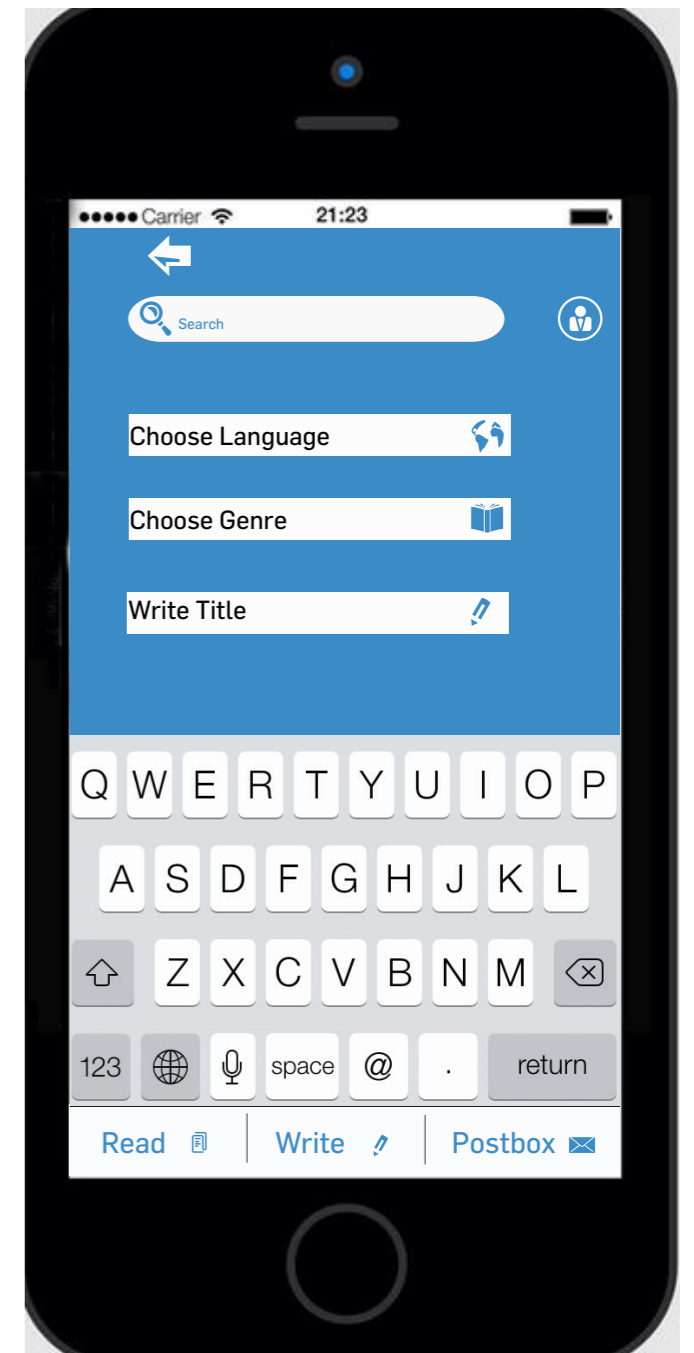 Carrier 21:23
Search
Choose Language
Choose Genre
Write Title
Q W E R T Y U I O P
A S D F G H J K L
Z X C V B N M
123 space @ . return
Read Write Postbox